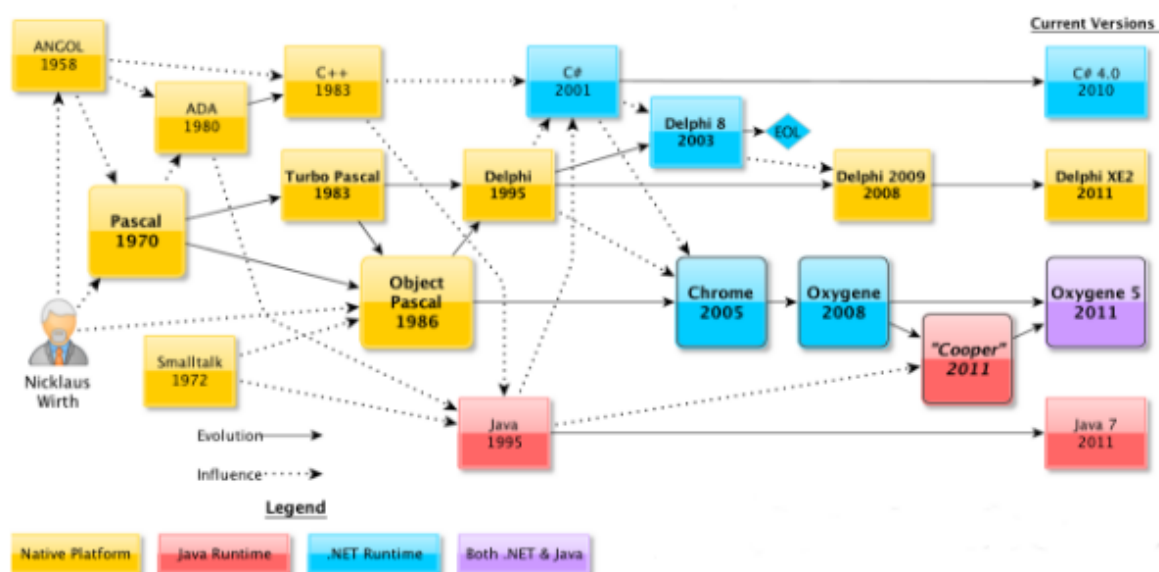 Current Versions
ANGOL
1958
C++
1983
C#
2001
C# 4.0
2010
ADA
1980
Delphi 8
2003
EOL
Turbo Pascal
1983
Delphi
1995
Delphi 2009
2008
Delphi XE2
2011
Pascal
1970
Object
Pascal
1986
Chrome
2005
Oxygene
2008
Oxygene 5
2011
"Cooper"
2011
Nicklaus
Wirth
Smalltalk
1972
Java
1995
Java 7
2011
Evolution
Influence
Legend
Native Platform
Java Runtime
.NET Runtime
Both .NET & Java